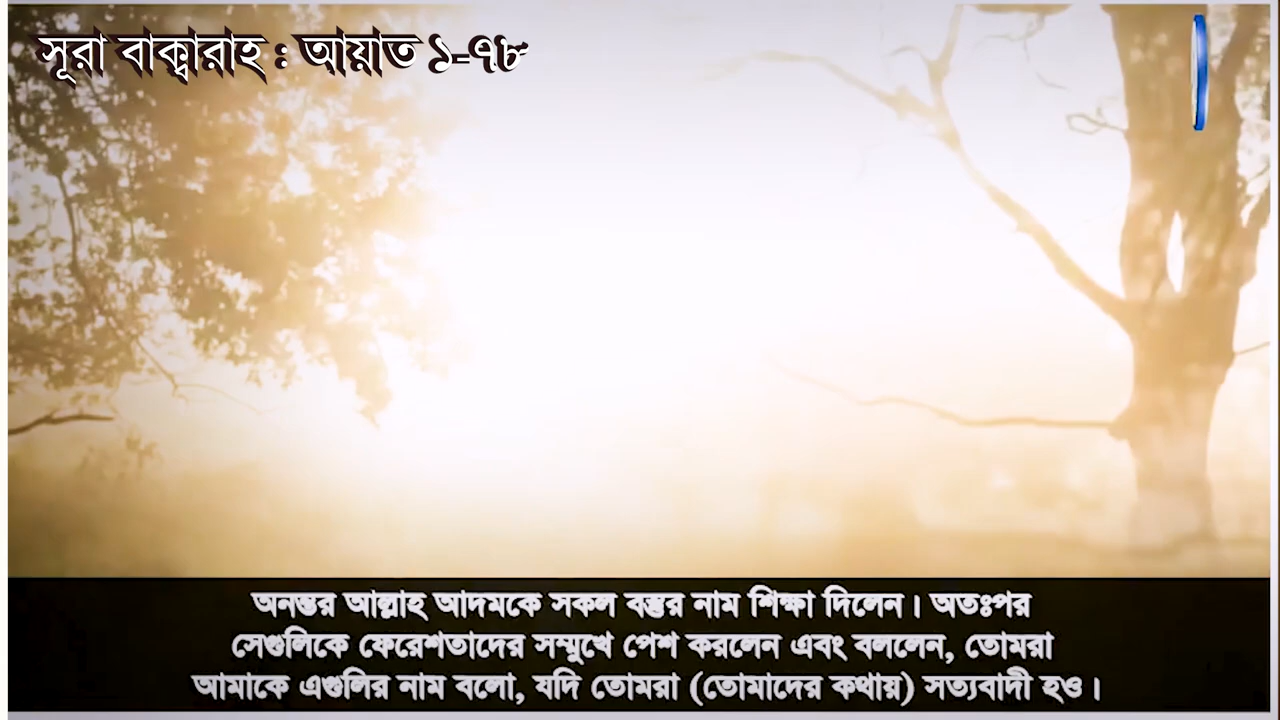 সূরা বাক্বারাহ : আয়াত ১-৭৮
অনন্তর আল্লাহ আদমকে সকল বস্তুর নাম শিক্ষা দিলেন। অতঃপর
সেগুলিকে ফেরেশতাদের সম্মুখে পেশ করলেন এবং বললেন, তোমরা
আমাকে এগুলির নাম বলো, যদি তোমরা (তোমাদের কথায়) সত্যবাদী হও।